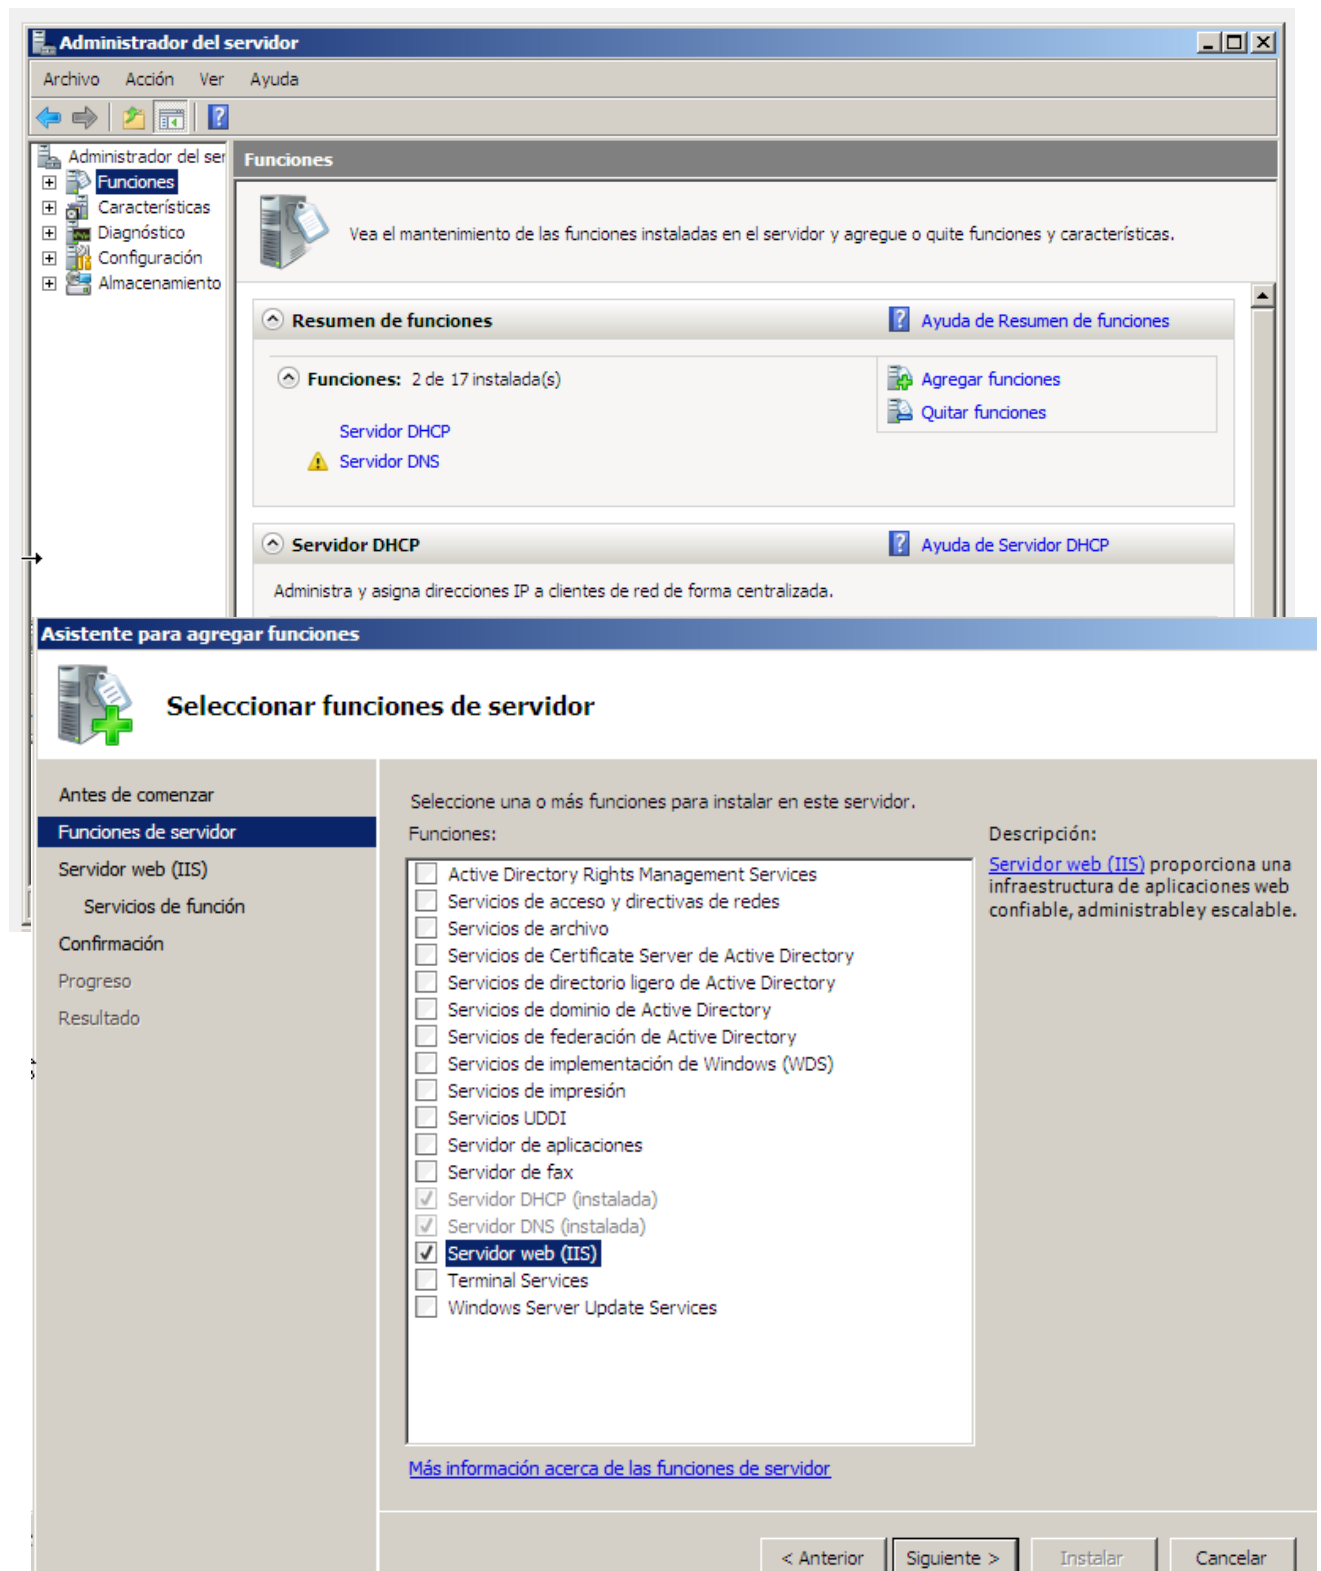 Administrador del servidor
Archivo Acción Ver Ayuda
Administrador del ser
Funciones
Características
Diagnóstico
Configuración
Almacenamiento
Funciones
Vea el mantenimiento de las funciones instaladas en el servidor y agregue o quite funciones y características.
Resumen de funciones
Ayuda de Resumen de funciones
Funciones: 2 de 17 instalada(s)
Agregar funciones
Quitar funciones
Servidor DHCP
Servidor DNS
Servidor DHCP
Ayuda de Servidor DHCP
Administra y asigna direcciones IP a clientes de red de forma centralizada.
Asistente para agregar funciones
Seleccionar funciones de servidor
Antes de comenzar
Funciones de servidor
Servidor web (IIS)
Servicios de función
Confirmación
Progreso
Resultado
Seleccione una o más funciones para instalar en este servidor.
Funciones:
Active Directory Rights Management Services
Servicios de acceso y directivas de redes
Servicios de archivo
Servicios de Certificate Server de Active Directory
Servicios de directorio ligero de Active Directory
Servicios de dominio de Active Directory
Servicios de federación de Active Directory
Servicios de implementación de Windows (WDS)
Servicios de impresión
Servicios UDDI
Servidor de aplicaciones
Servidor de fax
Servidor DHCP (instalada)
Servidor DNS (instalada)
Servidor web (IIS)
Terminal Services
Windows Server Update Services
Más información acerca de las funciones de servidor
Descripción:
Servidor web (IIS) proporciona una
infraestructura de aplicaciones web
confiable, administrable y escalable.
< Anterior
Siguiente >
Instalar
Cancelar